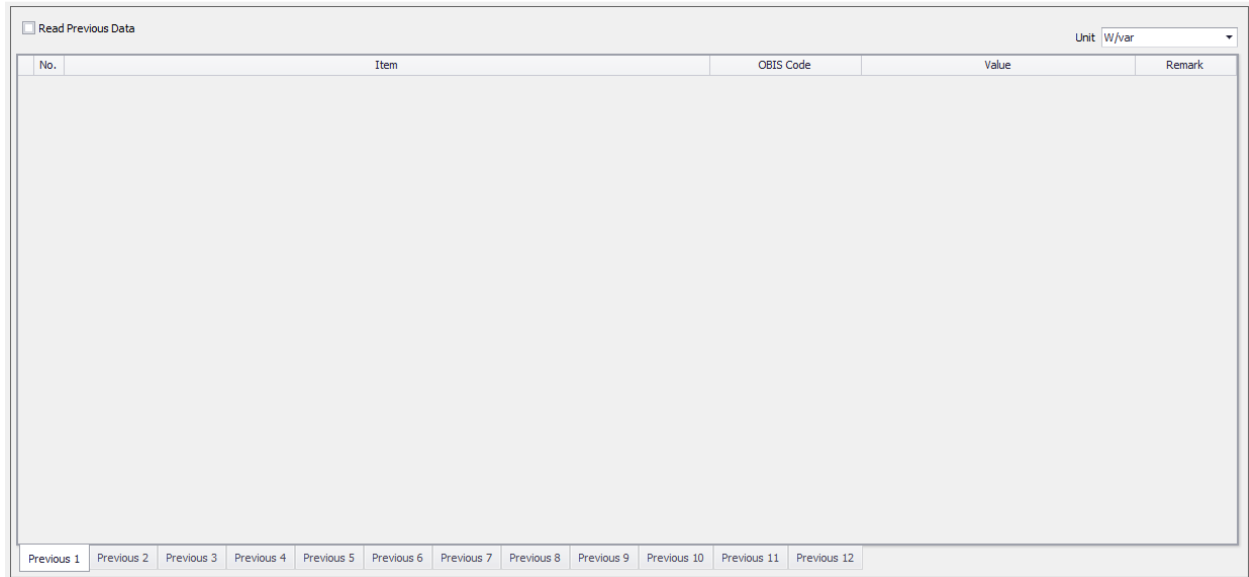 Read Previous Data
Unit W/var
No. Item OBIS Code Value Remark
Previous 1 Previous 2 Previous 3 Previous 4 Previous 5 Previous 6 Previous 7 Previous 8 Previous 9 Previous 10 Previous 11 Previous 12